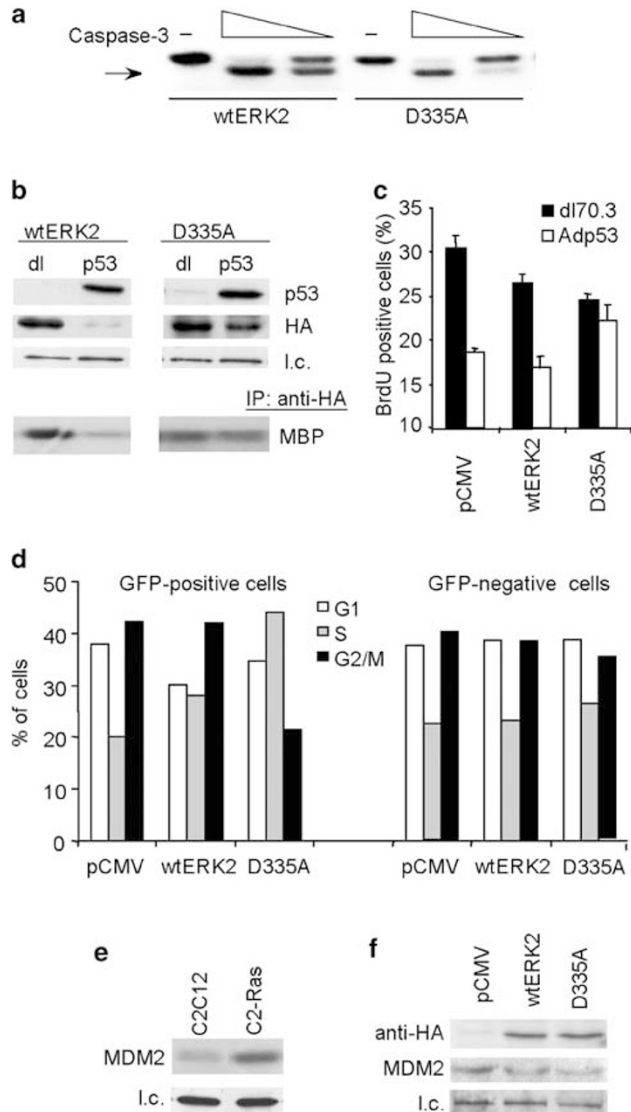 a
Caspase-3
– –
wtERK2 D335A
b
wtERK2 D335A
dl p53 dl p53
p53
HA
l.c.
IP: anti-HA
MBP
c
dl70.3
Adp53
BrdU positive cells (%)
35
30
25
20
15
10
pCMV
wtERK2
D335A
d
GFP-positive cells GFP-negative cells
G1
S
G2/M
% of cells
50
40
30
20
10
0
pCMV wtERK2 D335A pCMV wtERK2 D335A
e
C2C12
C2-Ras
MDM2
l.c.
f
pCMV
wtERK2
D335A
anti-HA
MDM2
l.c.